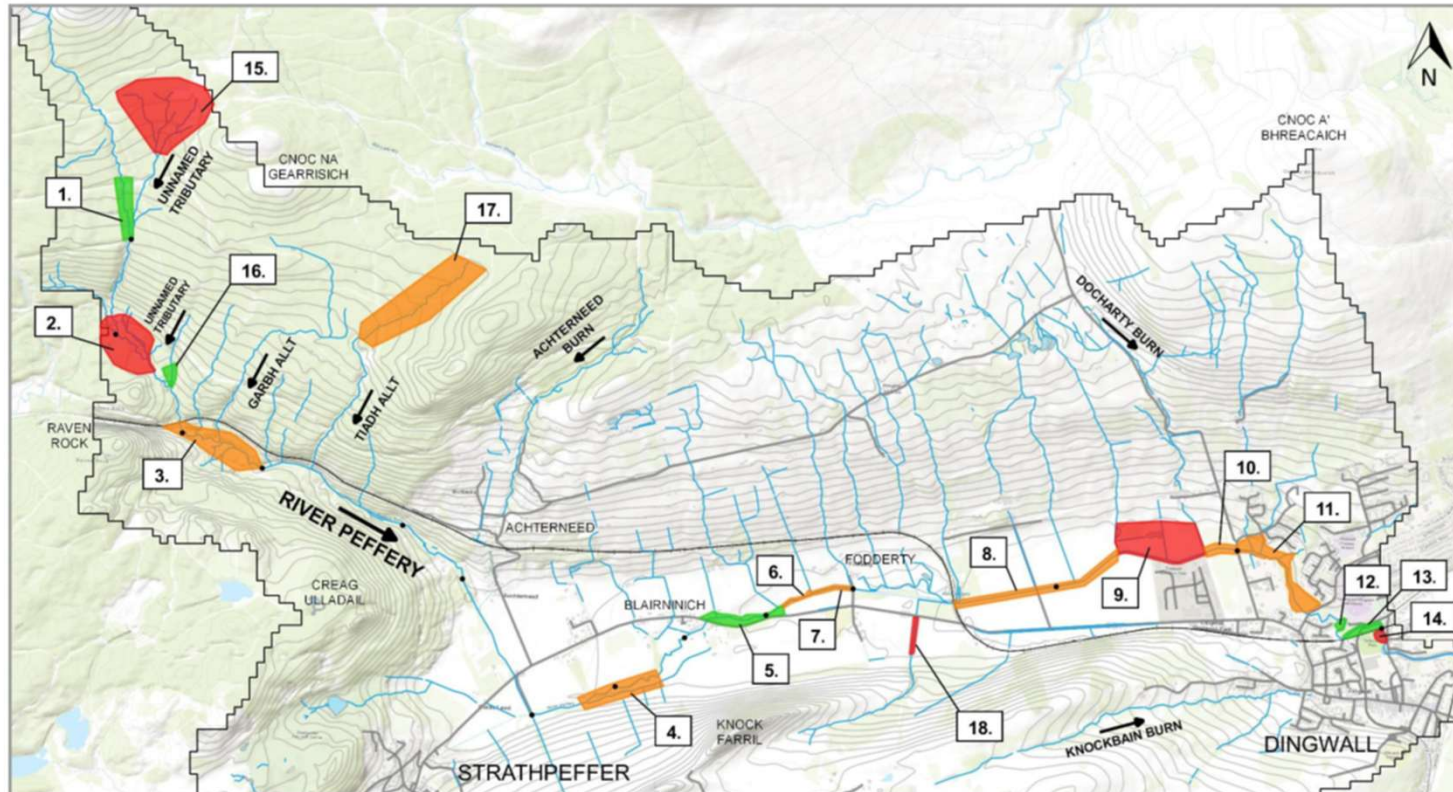 15.
N
CNOC A'
BHREACAICH
CNOC NA
GEARRISICH
UNNAMED
TRIBUTARY
1.
17.
16.
UNNAMED
TRIBUTARY
2.
DOCHARTY BURN
ACHTERNEED
BURN
GARBH ALLT
TIADH ALLT
RAVEN
ROCK
3.
RIVER PEFFERY
ACHTERNEED
10.
11.
8.
FODDERTY
6.
CREAG
ULLADAIL
BLAIRNINICH
9.
12.
13.
7.
14.
5.
4.
KNOCK
FARRIL
18.
KNOCKBAIN BURN
DINGWALL
STRATHPEFFER